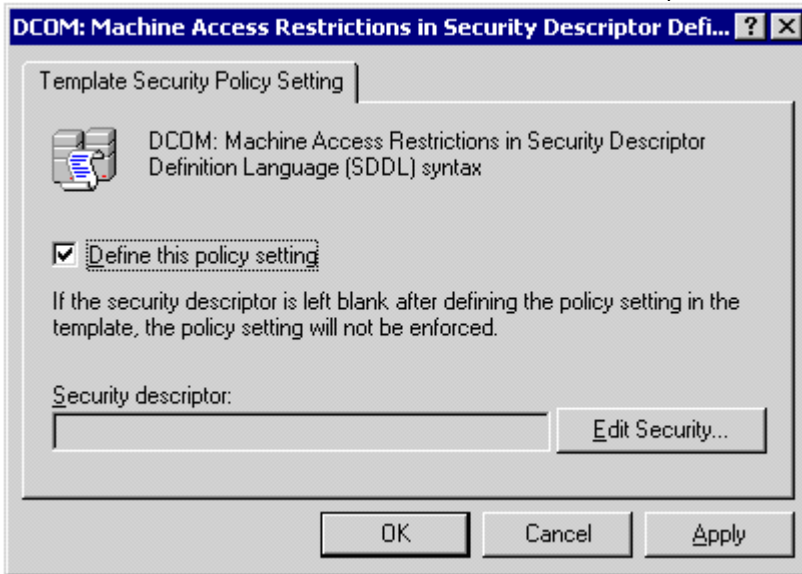 DCOM: Machine Access Restrictions in Security Descriptor Defi...
Template Security Policy Setting
DCOM: Machine Access Restrictions in Security Descriptor
Definition Language (SDDL) syntax
Define this policy setting
If the security descriptor is left blank after defining the policy setting in the
template, the policy setting will not be enforced.
Security descriptor:
Edit Security...
OK Cancel Apply